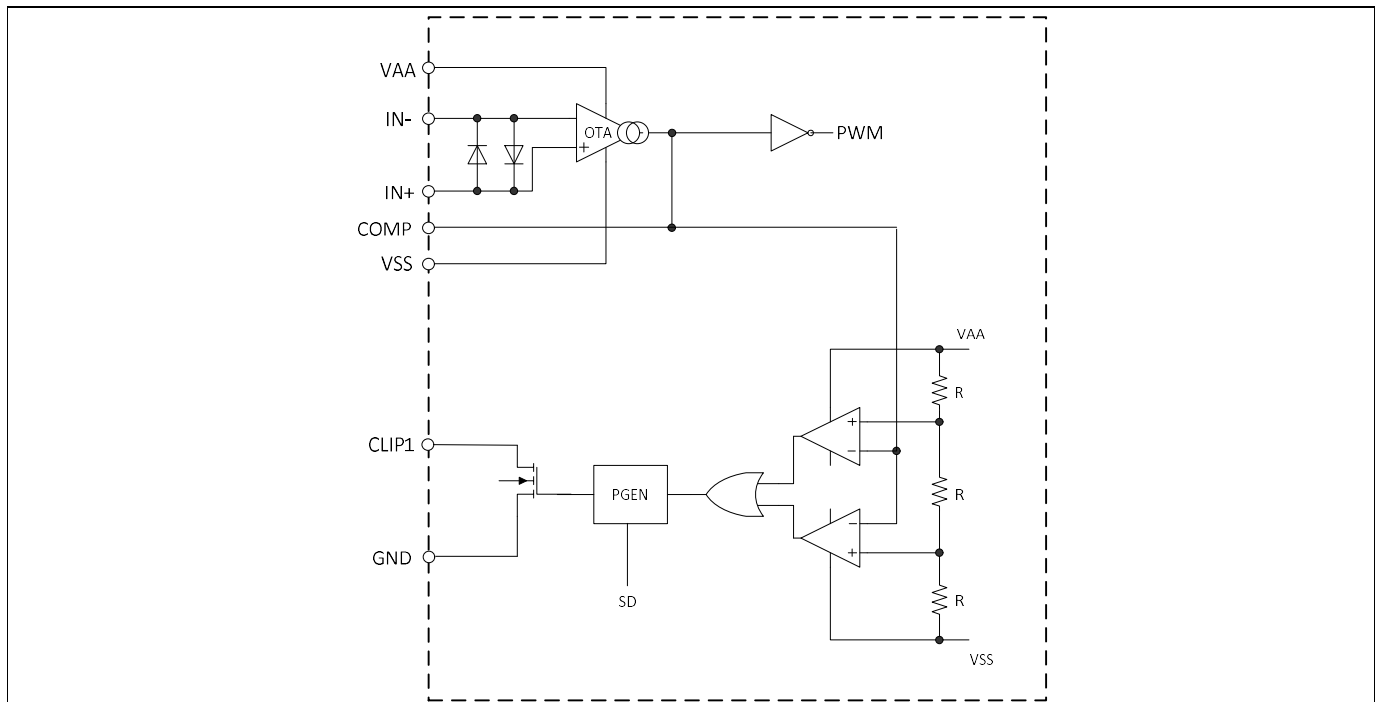 VAA
IN-
OTA
+
PWM
IN+
COMP
VSS
VAA
R
+
−
CLIP1
PGEN
R
−
+
GND
SD
R
VSS